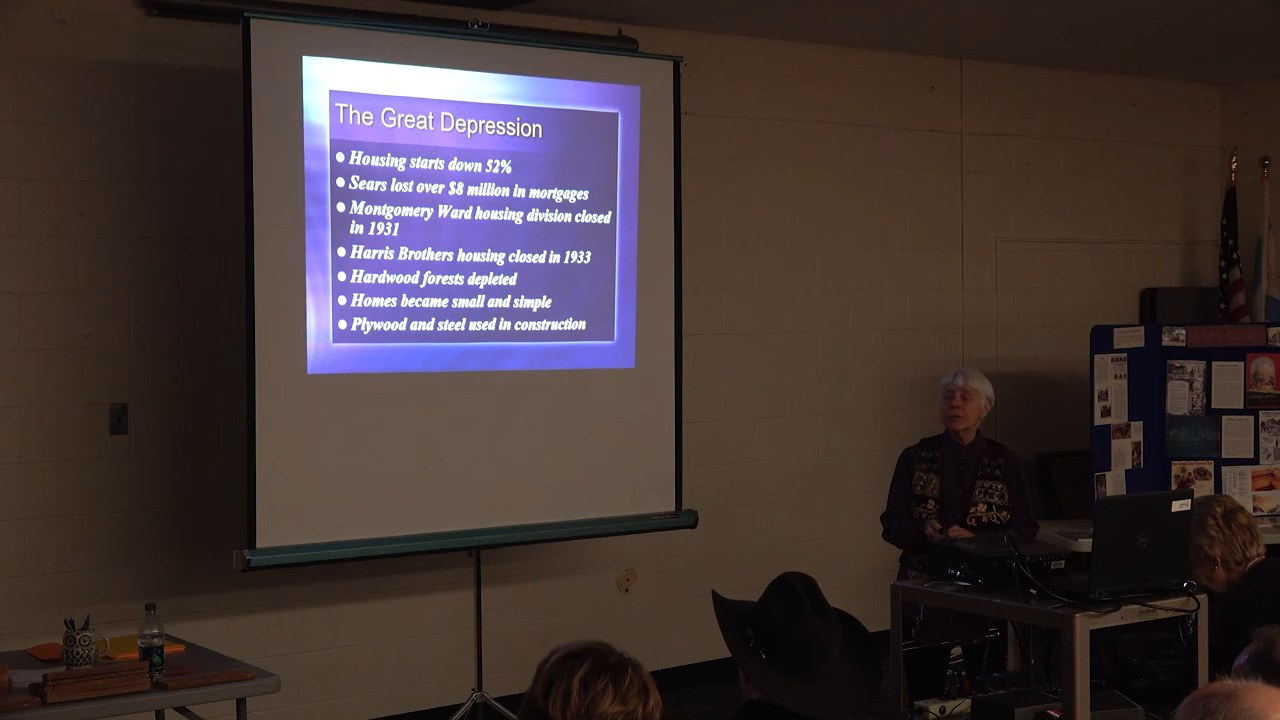 The Great Depression
Housing starts down 52%
Sears lost over $8 million in mortgages
Montgomery Ward housing division closed
in 1931
Harris Brothers housing closed in 1933
Hardwood forests depleted
Homes became small and simple
Plywood and steel used in construction